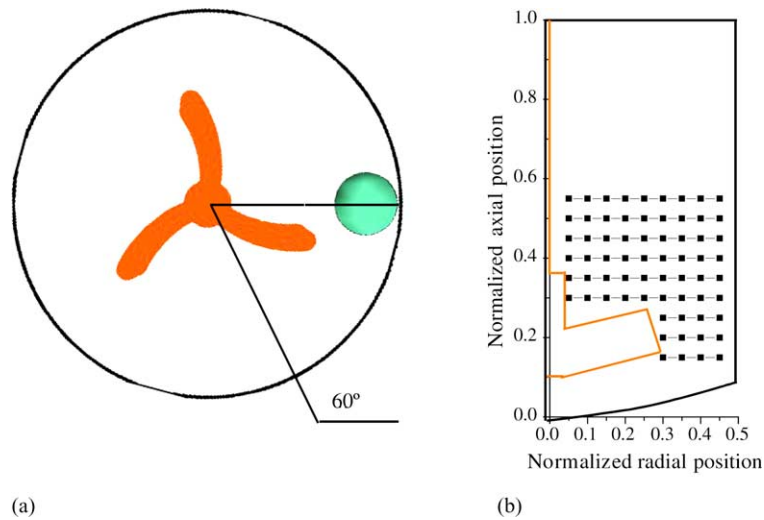 60º
(a)
1.0
0.8
0.6
0.4
0.2
0.0
Normalized axial position
0.0 0.1 0.2 0.3 0.4 0.5
Normalized radial position
(b)